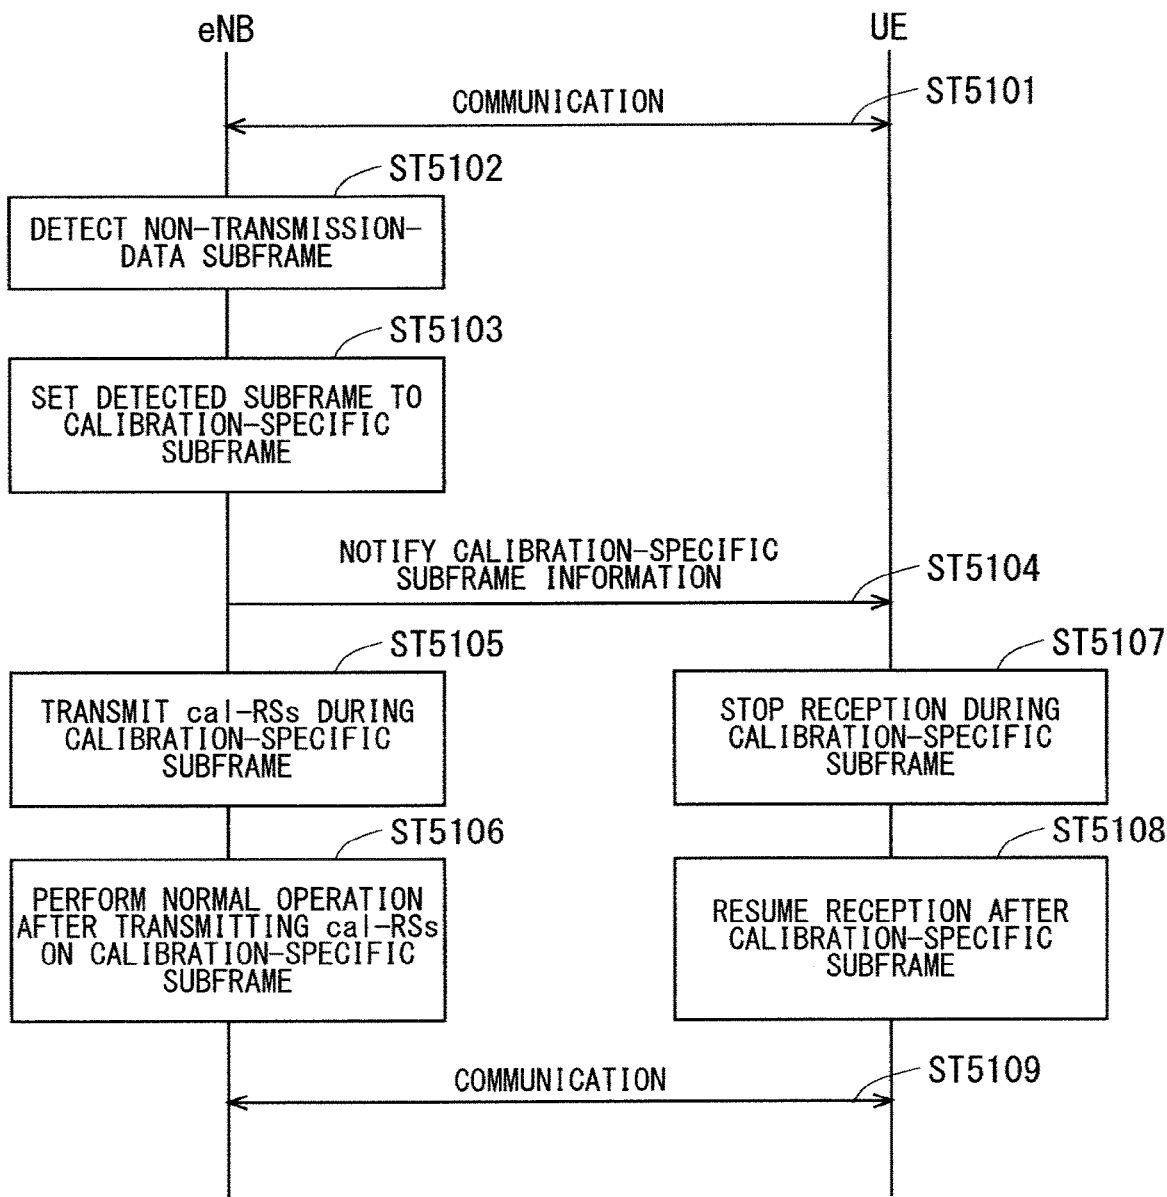 eNB
UE
COMMUNICATION
ST5101
ST5102
DETECT NON-TRANSMISSION-
DATA SUBFRAME
ST5103
SET DETECTED SUBFRAME TO
CALIBRATION-SPECIFIC
SUBFRAME
NOTIFY CALIBRATION-SPECIFIC
SUBFRAME INFORMATION
ST5104
ST5105
TRANSMIT cal-RSs DURING
CALIBRATION-SPECIFIC
SUBFRAME
ST5107
STOP RECEPTION DURING
CALIBRATION-SPECIFIC
SUBFRAME
ST5106
PERFORM NORMAL OPERATION
AFTER TRANSMITTING cal-RSs
ON CALIBRATION-SPECIFIC
SUBFRAME
ST5108
RESUME RECEPTION AFTER
CALIBRATION-SPECIFIC
SUBFRAME
COMMUNICATION
ST5109